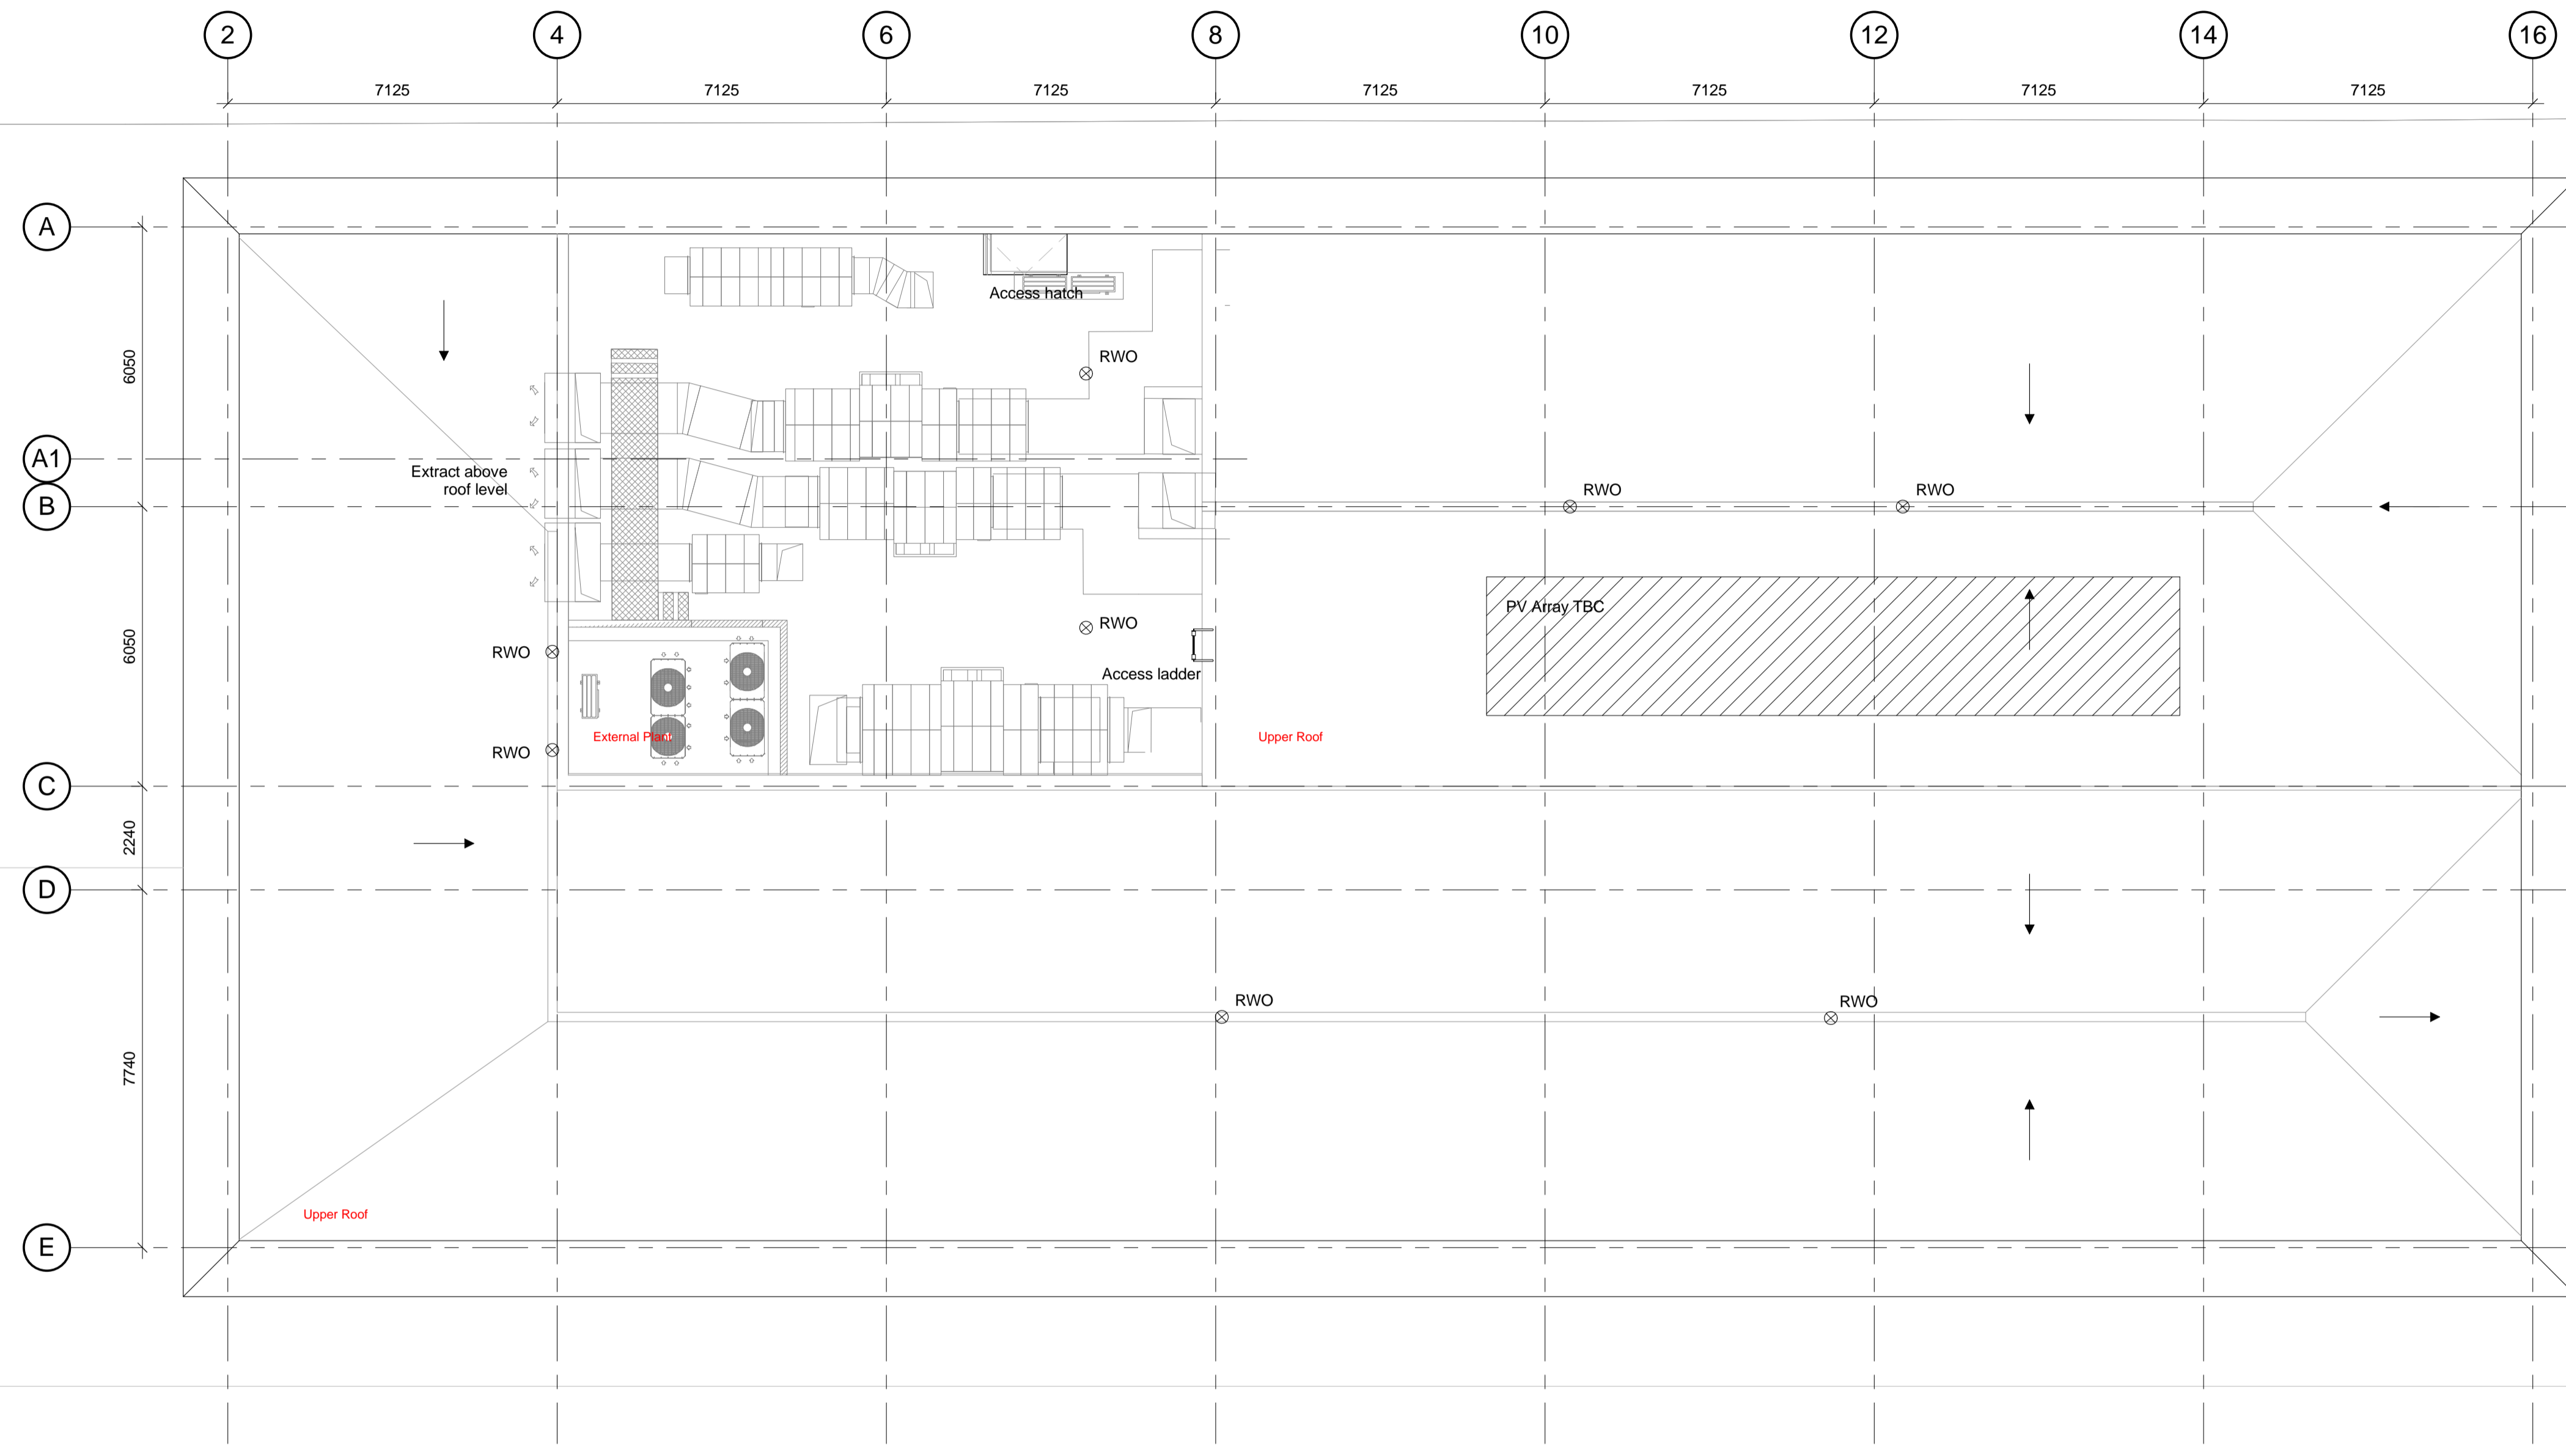 2
4
6
8
10
12
14
16
7125
7125
7125
7125
7125
7125
7125
A
6050
Access hatch
RWO
A1
Extract above
roof level
B
RWO
RWO
PV Array TBC
6050
RWO
RWO
Access ladder
External Plant
Upper Roof
RWO
C
2240
D
RWO
RWO
7740
Upper Roof
E